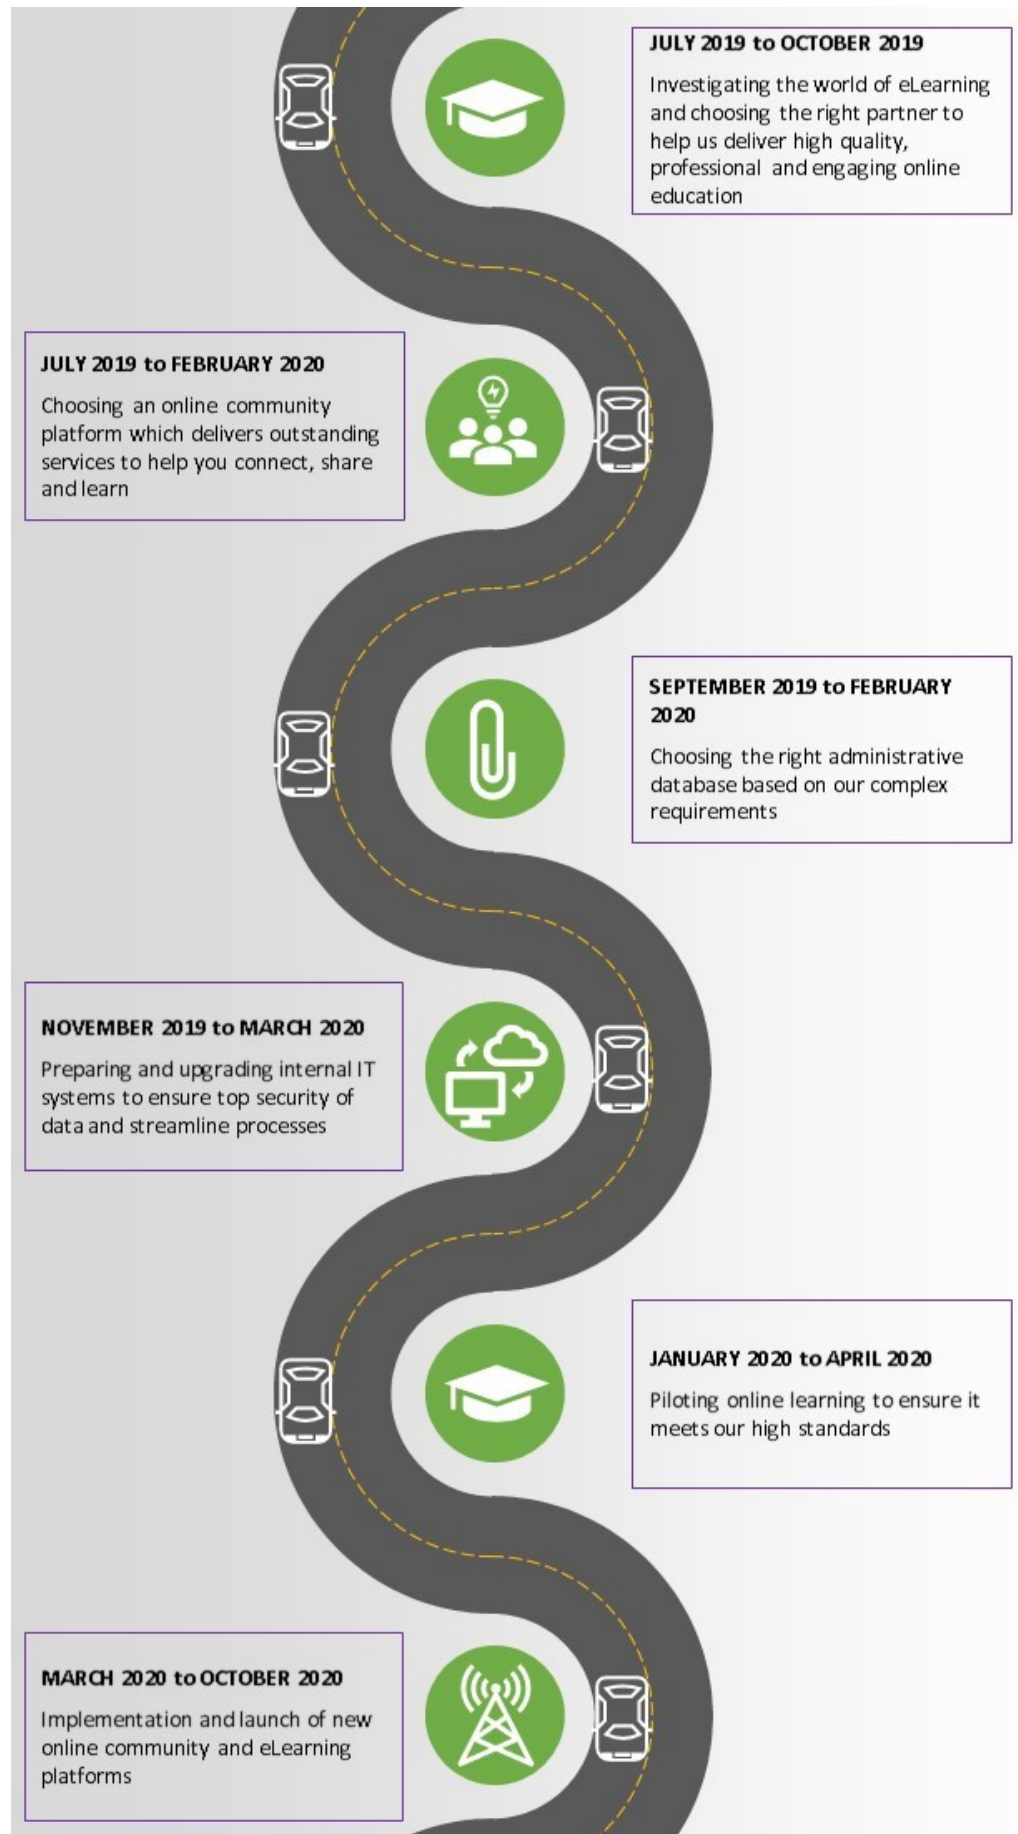 JULY 2019 to OCTOBER 2019
Investigating the world of eLearning
and choosing the right partner to
help us deliver high quality,
professional and engaging online
education
JULY 2019 to FEBRUARY 2020
Choosing an online community
platform which delivers outstanding
services to help you connect, share
and learn
SEPTEMBER 2019 to FEBRUARY
2020
Choosing the right administrative
database based on our complex
requirements
NOVEMBER 2019 to MARCH 2020
Preparing and upgrading internal IT
systems to ensure top security of
data and streamline processes
JANUARY 2020 to APRIL 2020
Piloting online learning to ensure it
meets our high standards
MARCH 2020 to OCTOBER 2020
Implementation and launch of new
online community and eLearning
platforms